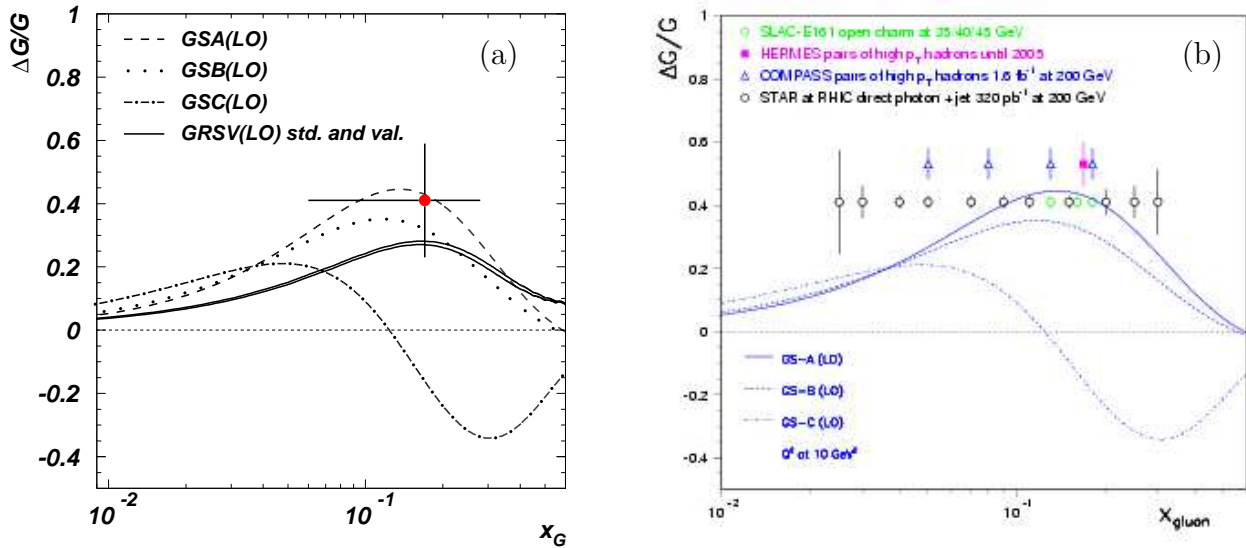 ΔG/G
(a)
GSA(LO)
GSB(LO)
GSC(LO)
GRSV(LO) std. and val.
1
0.8
0.6
0.4
0.2
0
-0.2
-0.4
10^-2
10^-1
x_G
ΔG/G
(b)
SLAC-E161 open charm at 35/40/45 GeV
HERMES pairs of high p_T hadrons until 2005
COMPASS pairs of high p_T hadrons 1.6 fb^-1 at 200 GeV
STAR at RHIC direct photon + jet 320 pb^-1 at 200 GeV
1
0.8
0.6
0.4
0.2
0
-0.2
-0.4
GS-A (LO)
GS-B (LO)
GS-C (LO)
Q² at 10 GeV²
10^-2
10^-1
X_gluon